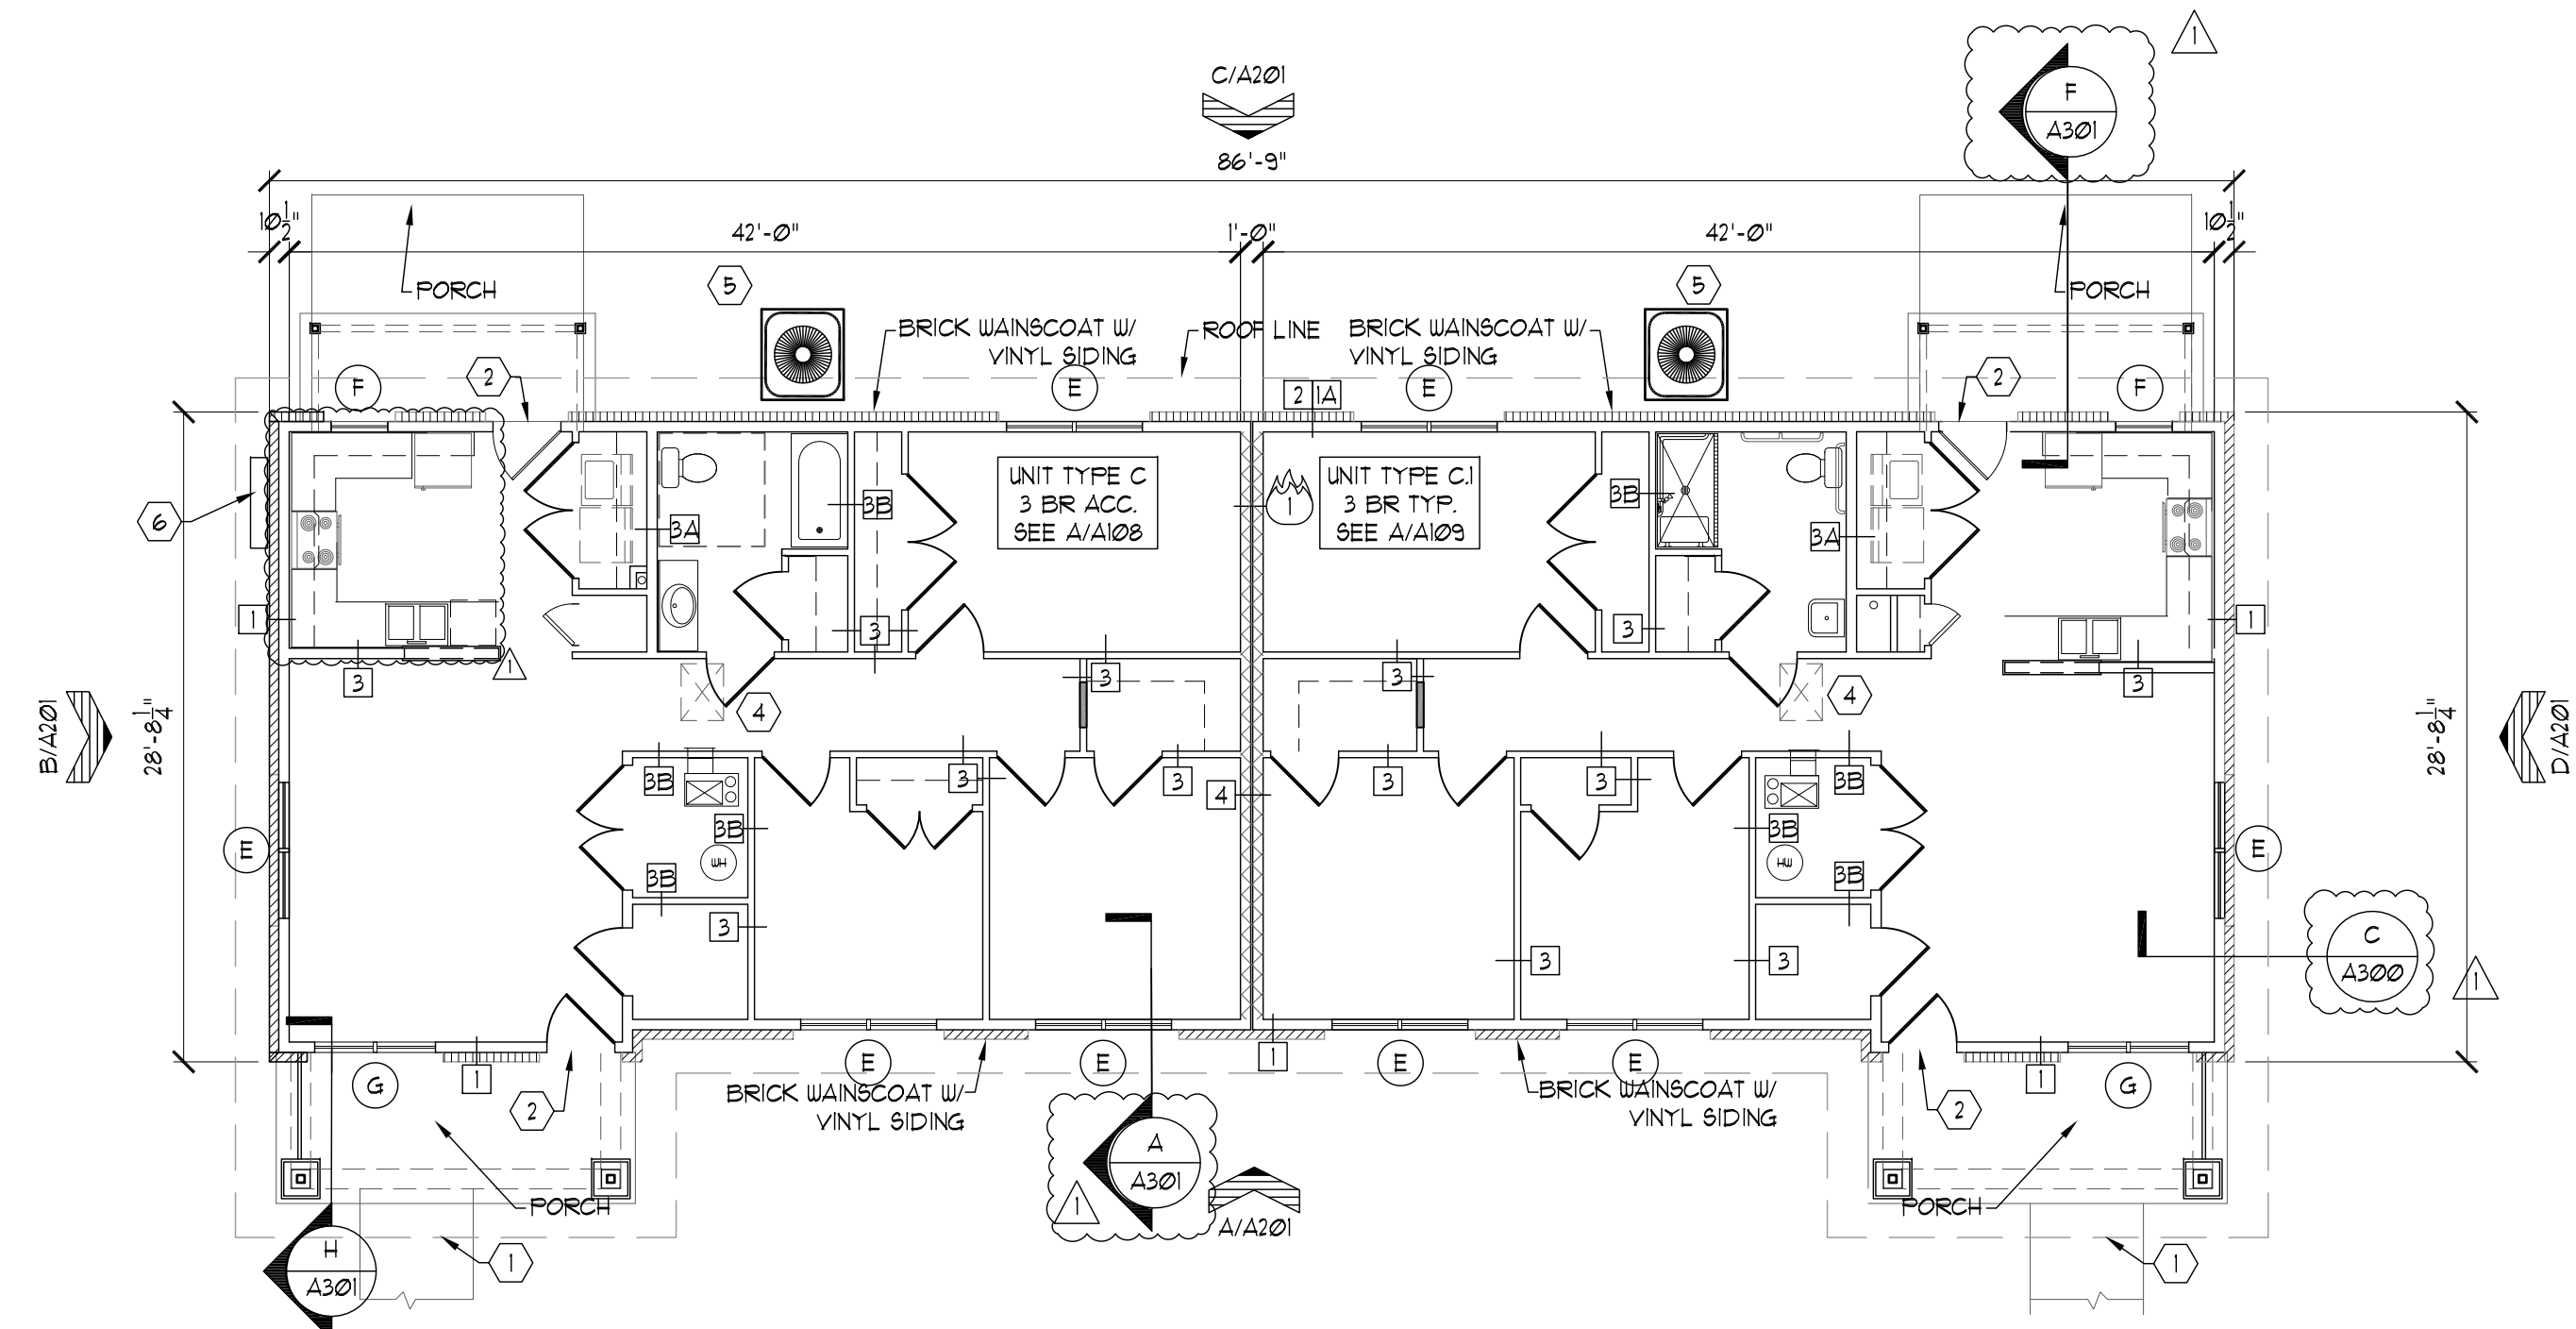 1
F
A301
C/A201
86'-9"
10 1/2"
42'-0"
1'-0"
42'-0"
10 1/2"
5
5
PORCH
PORCH
BRICK WAINSCOAT W/
VINYL SIDING
ROOF LINE
BRICK WAINSCOAT W/
VINYL SIDING
F
2
E
2 1A
E
2
F
UNIT TYPE C
3 BR ACC.
SEE A/A108
1
UNIT TYPE C.1
3 BR TYP.
SEE A/A109
6
3A
3B
3B
3A
1
3
3
1
3
1
3
3
3
B/A201
28'-8 1/4"
4
4
28'-8 1/4"
D/A201
3B
3
3
4
3
3
3B
E
3B
WH
3B
HW
E
3B
3B
3
3
3
C
A300
1
G
1
2
E
E
1
E
E
1
G
2
BRICK WAINSCOAT W/
VINYL SIDING
BRICK WAINSCOAT W/
VINYL SIDING
A
A301
1
A/A201
PORCH
PORCH
H
A301
1
1